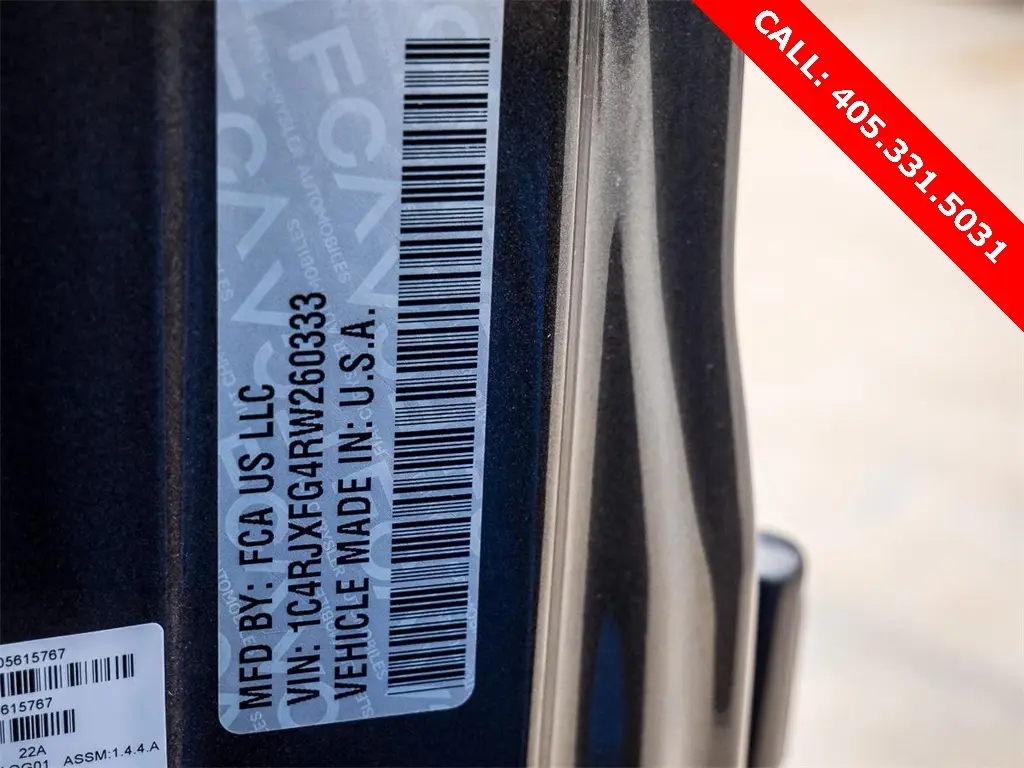 CALL: 405.331.5031
MFD BY: FCA US LLC
VIN: 1C4RJXFG4RW260333
VEHICLE MADE IN: U.S.A.
05615767
615767
22A
ASSM:1.4.4.A